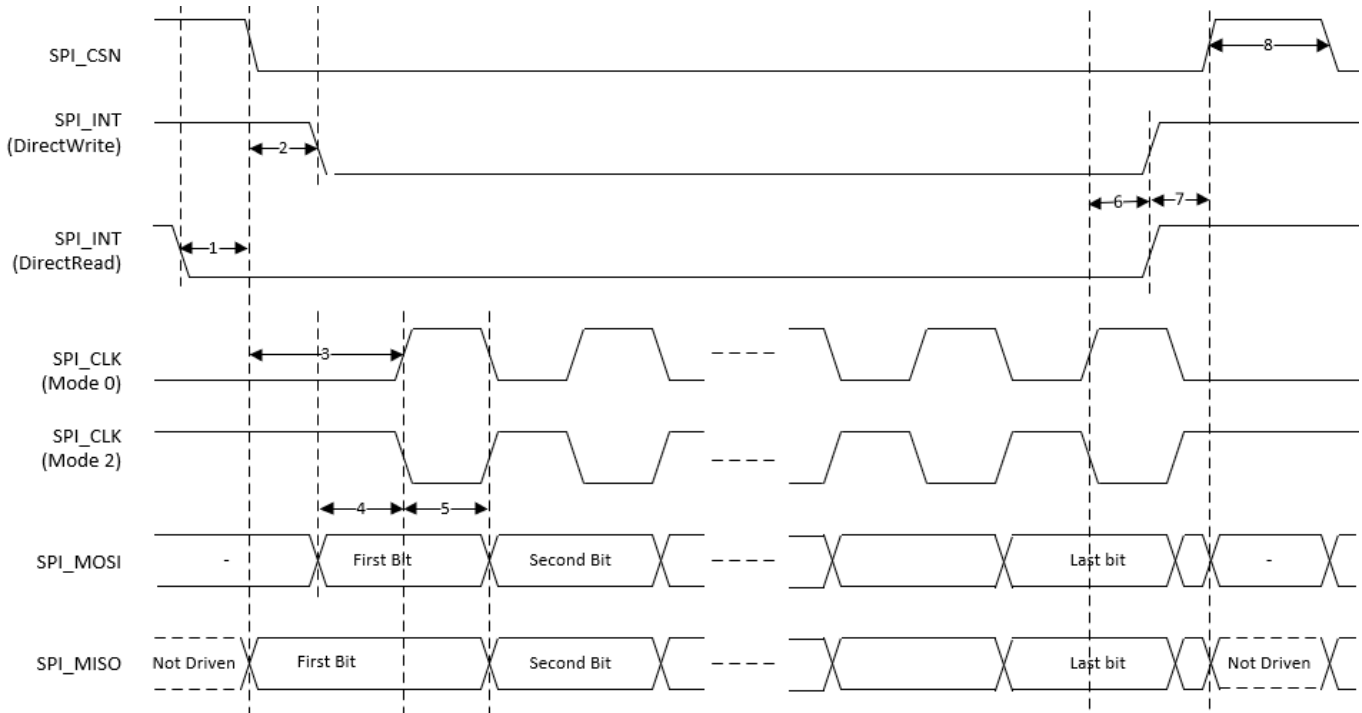 SPI_CSN
8
SPI_INT
(DirectWrite)
2
6
7
SPI_INT
(DirectRead)
1
SPI_CLK
(Mode 0)
3
SPI_CLK
(Mode 2)
4
5
SPI_MOSI
-
First Bit
Second Bit
Last bit
-
SPI_MISO
Not Driven
First Bit
Second Bit
Last bit
Not Driven